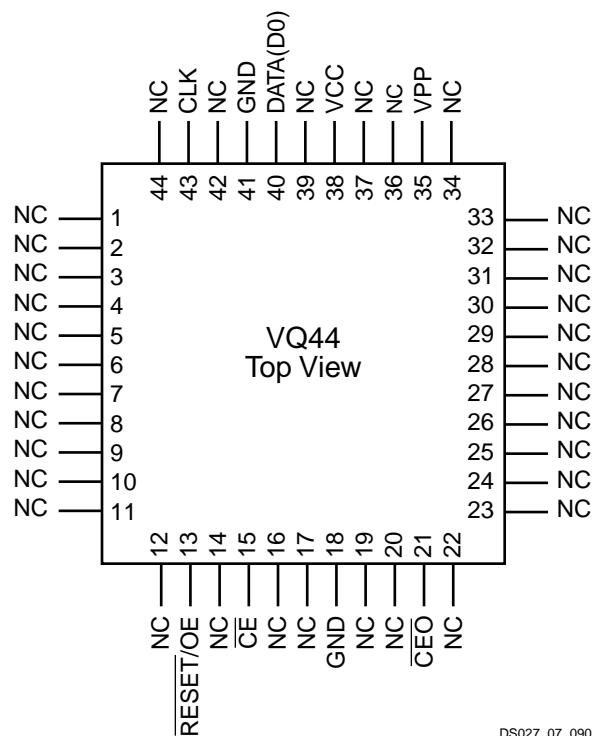 NC CLK NC GND DATA(D0) NC VCC NC NC VPP NC
44 43 42 41 40 39 38 37 36 35 34
NC 1 33 NC
NC 2 32 NC
NC 3 31 NC
NC 4 30 NC
NC 5 29 NC
NC 6 28 NC
NC 7 27 NC
NC 8 26 NC
NC 9 25 NC
NC 10 24 NC
NC 11 23 NC
VQ44
Top View
12 13 14 15 16 17 18 19 20 21 22
NC RESET/OE NC CE NC NC GND NC NC CEO NC
DS027_07_090